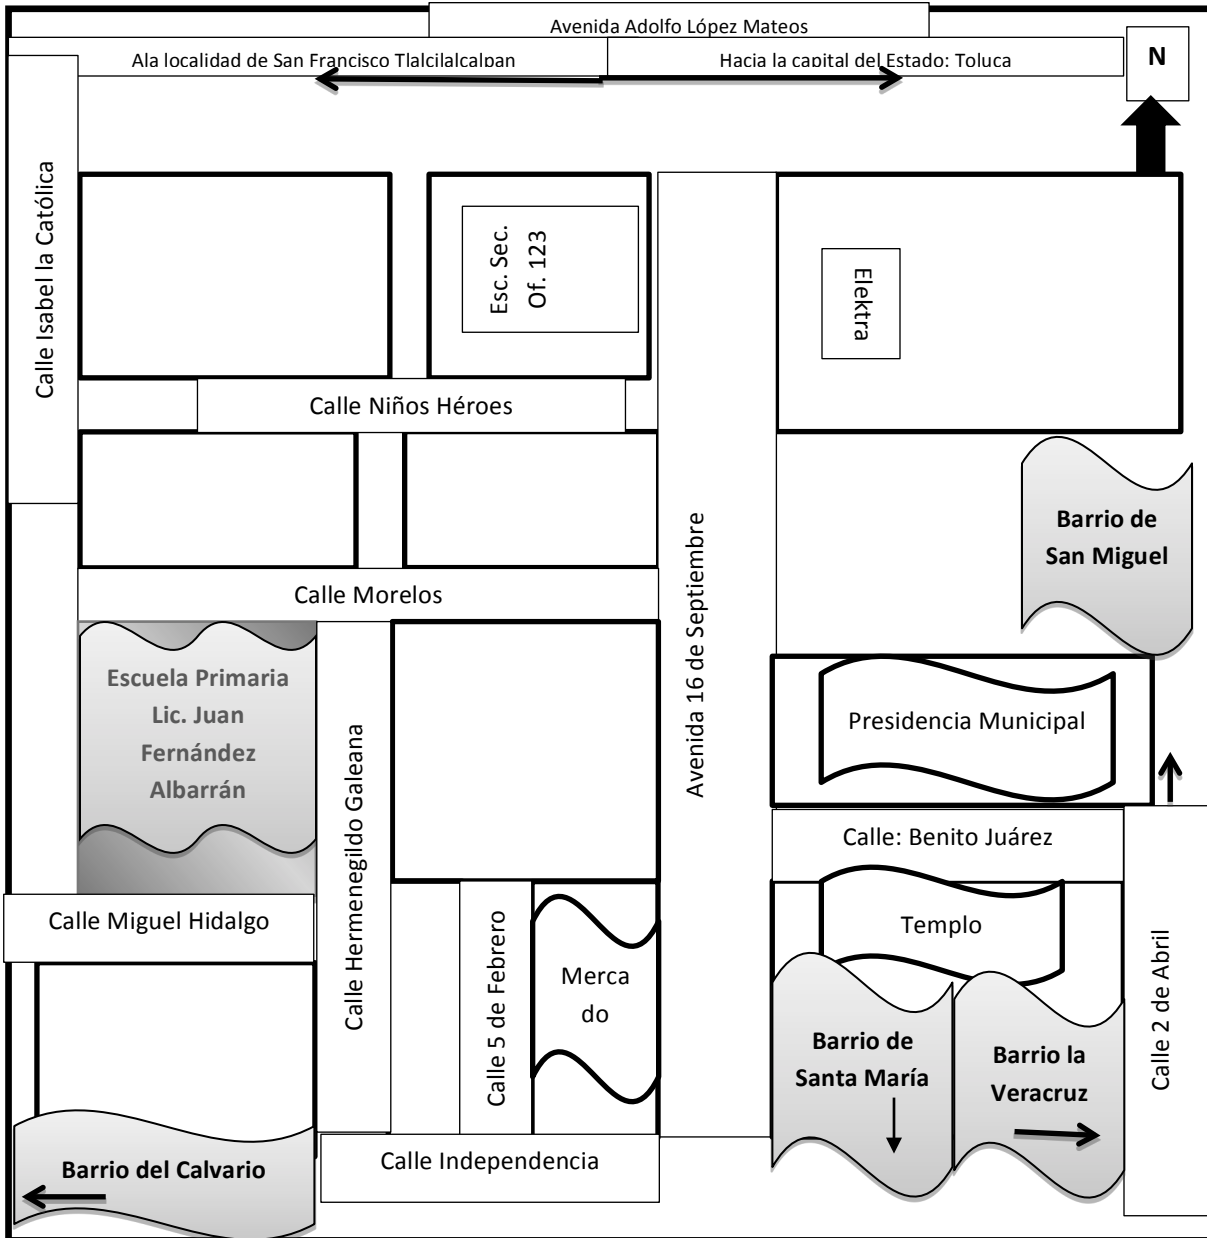 Avenida Adolfo López Mateos
Ala localidad de San Francisco Tlalcilalcalpan
Hacia la capital del Estado: Toluca
N
Calle Isabel la Católica
Esc. Sec.
Of. 123
Elektra
Calle Niños Héroes
Barrio de
San Miguel
Calle Morelos
Avenida 16 de Septiembre
Escuela Primaria
Lic. Juan
Fernández
Albarrán
Calle Hermenegildo Galeana
Presidencia Municipal
Calle: Benito Juárez
Calle Miguel Hidalgo
Calle 5 de Febrero
Merca
do
Templo
Calle 2 de Abril
Barrio de
Santa María
Barrio la
Veracruz
Barrio del Calvario
Calle Independencia